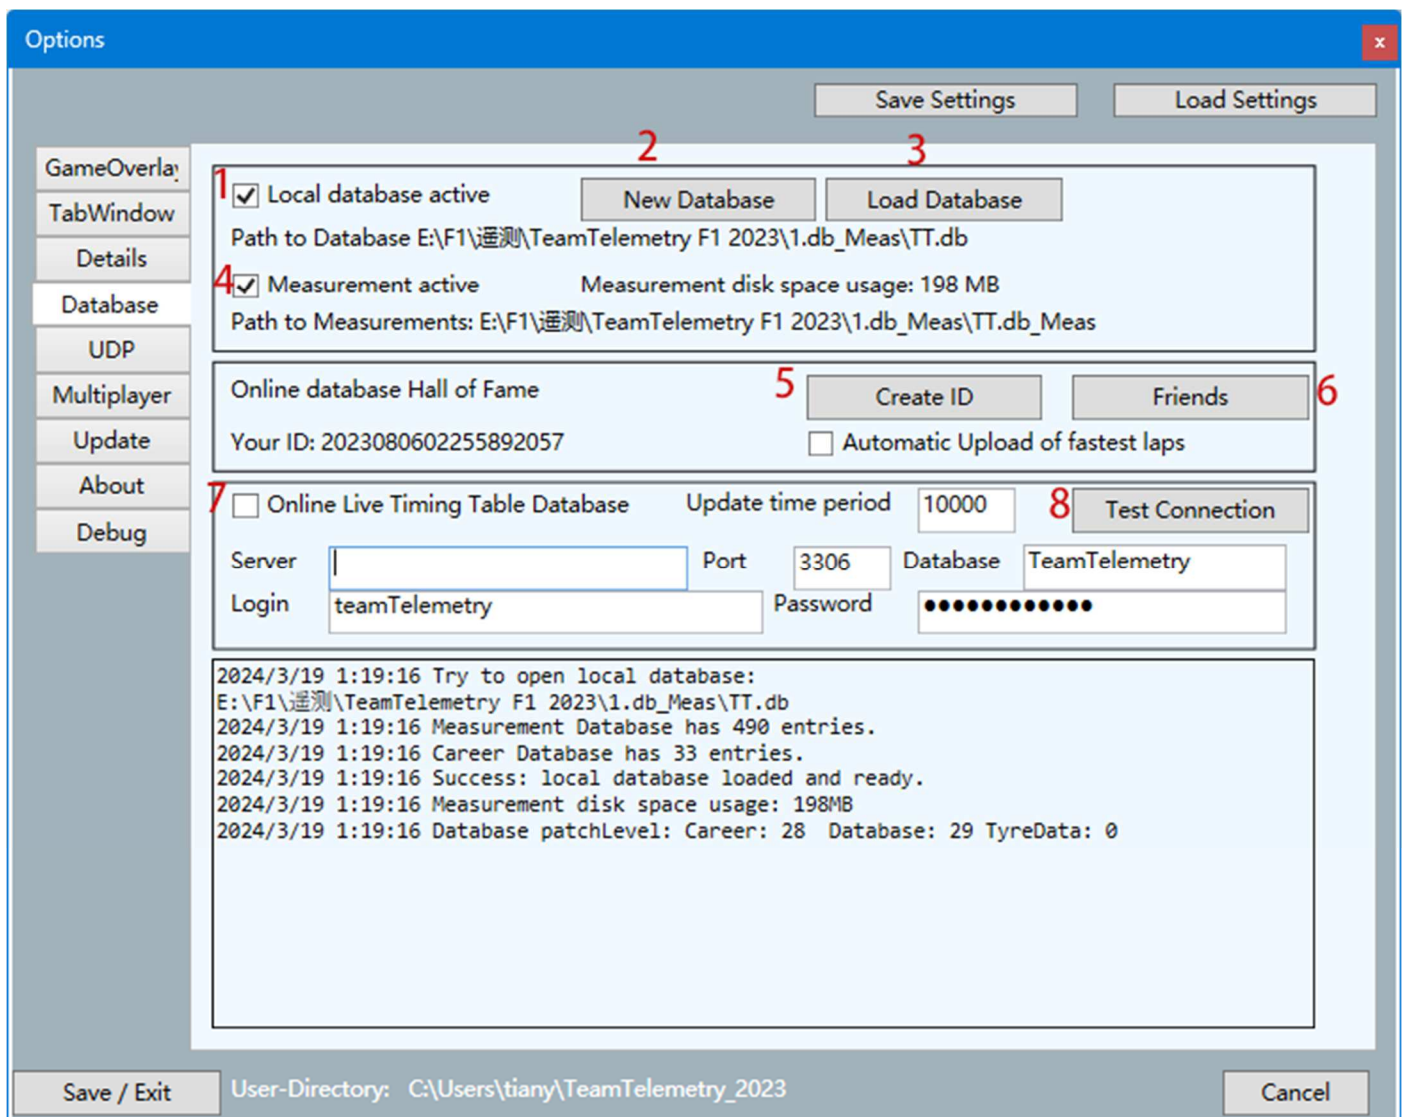 Options
x
Save Settings
Load Settings
GameOverlay
TabWindow
Details
Database
UDP
Multiplayer
Update
About
Debug
2
3
1
Local database active
New Database
Load Database
Path to Database E:\F1\遥测\TeamTelemetry F1 2023\1.db_Meas\TT.db
4
Measurement active
Measurement disk space usage: 198 MB
Path to Measurements: E:\F1\遥测\TeamTelemetry F1 2023\1.db_Meas\TT.db_Meas
Online database Hall of Fame
5
Create ID
Friends
6
Your ID: 2023080602255892057
Automatic Upload of fastest laps
7
Online Live Timing Table Database
Update time period
10000
8
Test Connection
Server
Port
3306
Database
TeamTelemetry
Login
teamTelemetry
Password
●●●●●●●●●●●●
2024/3/19 1:19:16 Try to open local database:
E:\F1\遥测\TeamTelemetry F1 2023\1.db_Meas\TT.db
2024/3/19 1:19:16 Measurement Database has 490 entries.
2024/3/19 1:19:16 Career Database has 33 entries.
2024/3/19 1:19:16 Success: local database loaded and ready.
2024/3/19 1:19:16 Measurement disk space usage: 198MB
2024/3/19 1:19:16 Database patchLevel: Career: 28  Database: 29 TyreData: 0
Save / Exit
User-Directory: C:\Users\tiany\TeamTelemetry_2023
Cancel